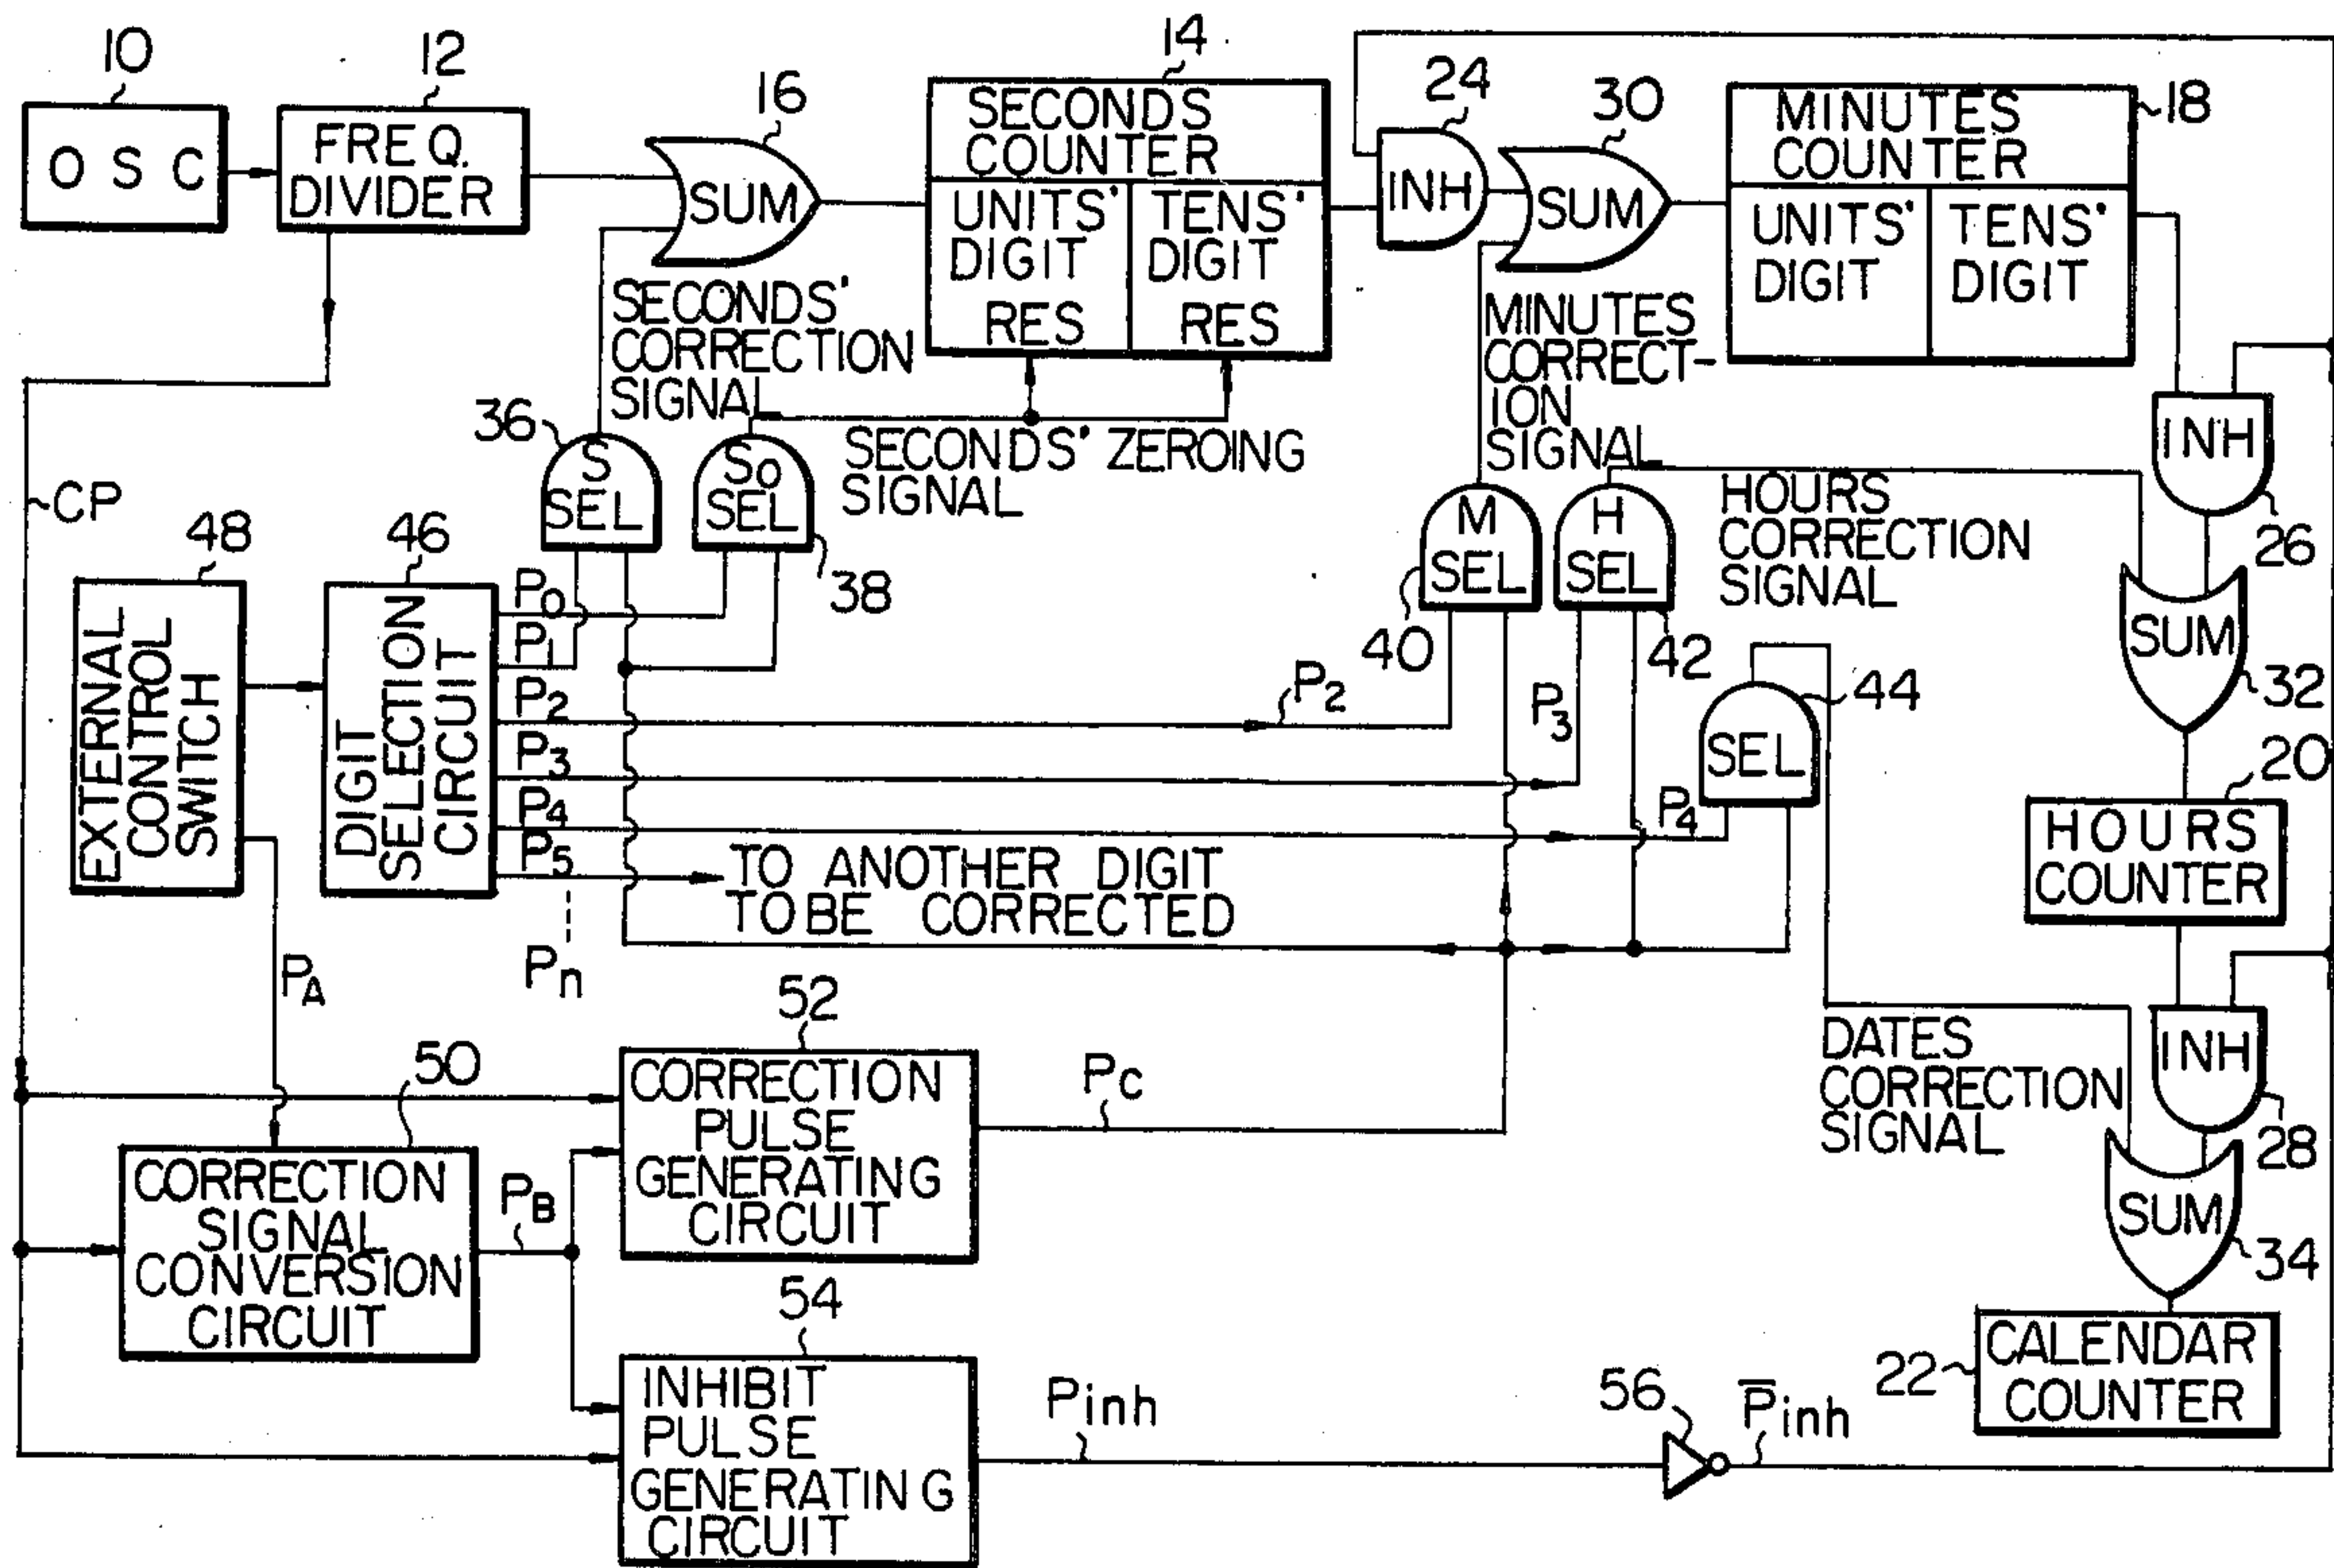 10
12
14
16
24
30
18
OSC
FREQ.
DIVIDER
SUM
SECONDS
COUNTER
UNITS'
DIGIT
RES
TENS'
DIGIT
RES
INH
SUM
MINUTES
COUNTER
UNITS'
DIGIT
TENS'
DIGIT
SECONDS'
CORRECTION
SIGNAL
MINUTES
CORRECT-
ION
SIGNAL
36
S
SEL
So
SEL
38
SECONDS' ZEROING
SIGNAL
INH
26
CP
48
46
M
SEL
40
H
SEL
42
HOURS
CORRECTION
SIGNAL
SUM
32
EXTERNAL
CONTROL
SWITCH
DIGIT
SELECTION
CIRCUIT
P0
P1
P2
P3
P4
P5
Pn
P2
P3
P4
SEL
44
20
HOURS
COUNTER
TO ANOTHER DIGIT
TO BE CORRECTED
PA
52
50
CORRECTION
PULSE
GENERATING
CIRCUIT
PC
DATES
CORRECTION
SIGNAL
INH
28
CORRECTION
SIGNAL
CONVERSION
CIRCUIT
PB
SUM
34
54
INHIBIT
PULSE
GENERATING
CIRCUIT
Pinh
56
P̅inh
22
CALENDAR
COUNTER